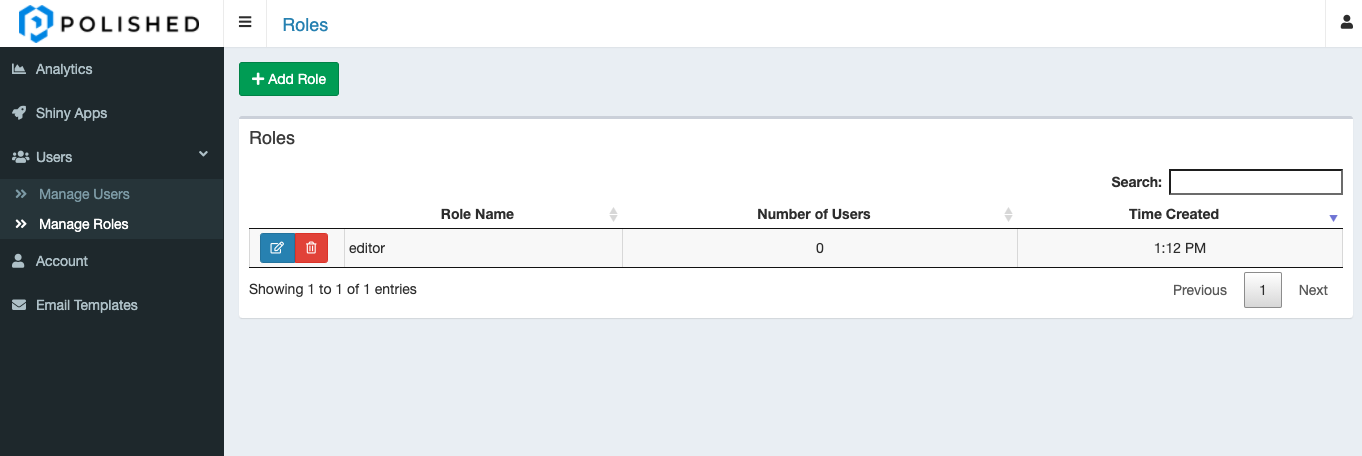 POLISHED
Roles
Analytics
Shiny Apps
Users
Manage Users
Manage Roles
Account
Email Templates
Add Role
Roles
Search:
Role Name Number of Users Time Created
editor 0 1:12 PM
Showing 1 to 1 of 1 entries
Previous 1 Next